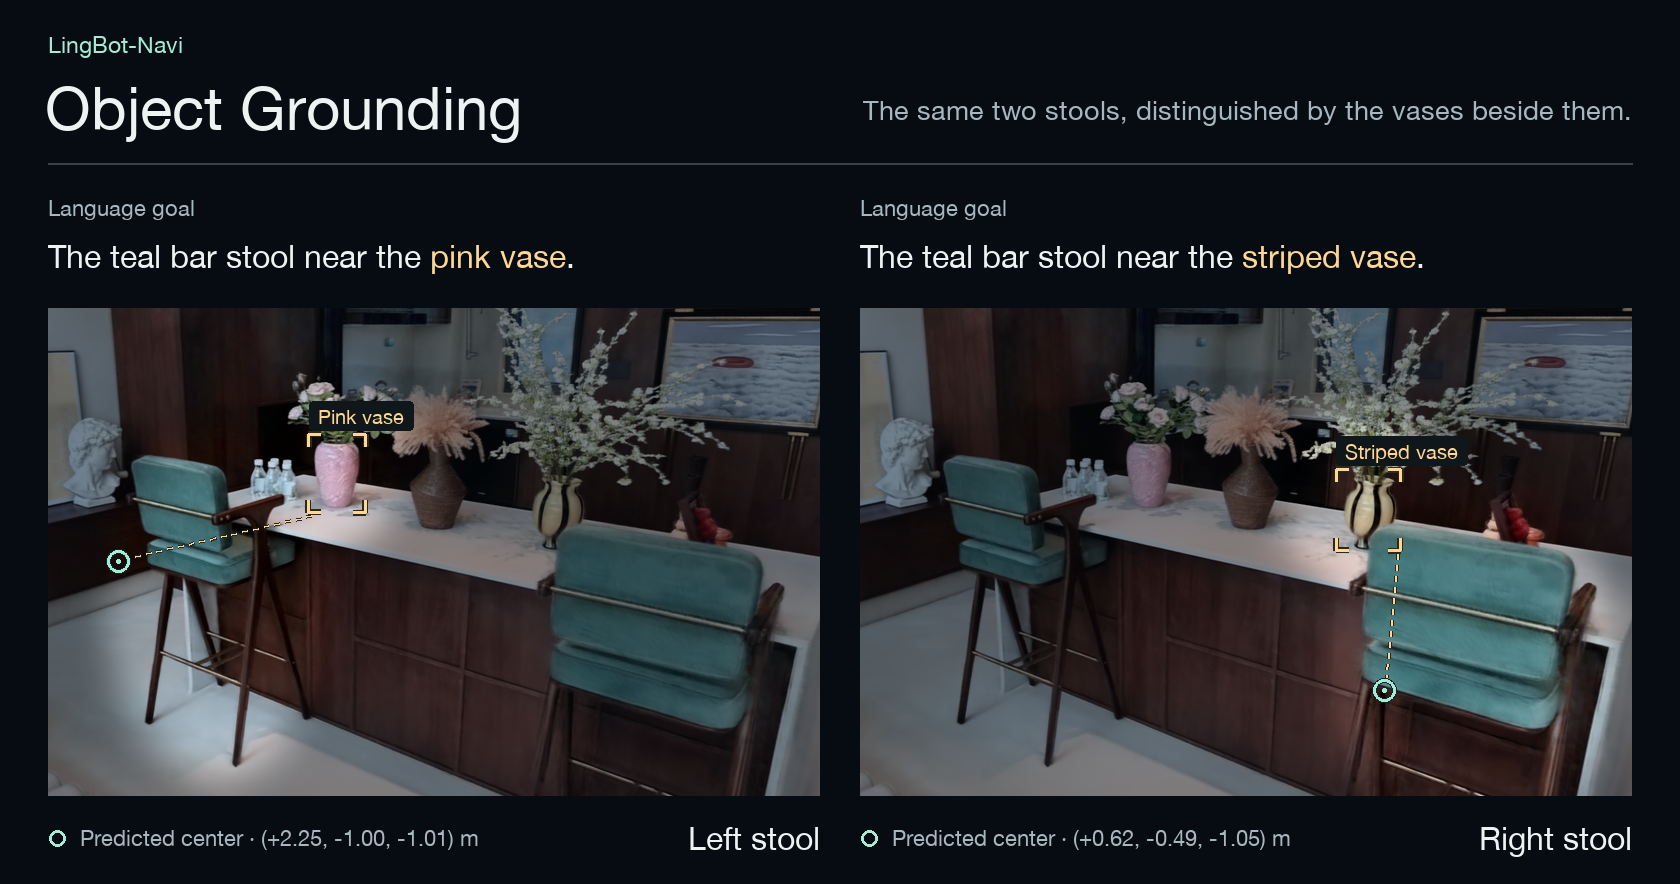 LingBot-Navi
Object Grounding
The same two stools, distinguished by the vases beside them.
Language goal
The teal bar stool near the pink vase.
Pink vase
Predicted center · (+2.25, -1.00, -1.01) m
Left stool
Language goal
The teal bar stool near the striped vase.
Striped vase
Predicted center · (+0.62, -0.49, -1.05) m
Right stool